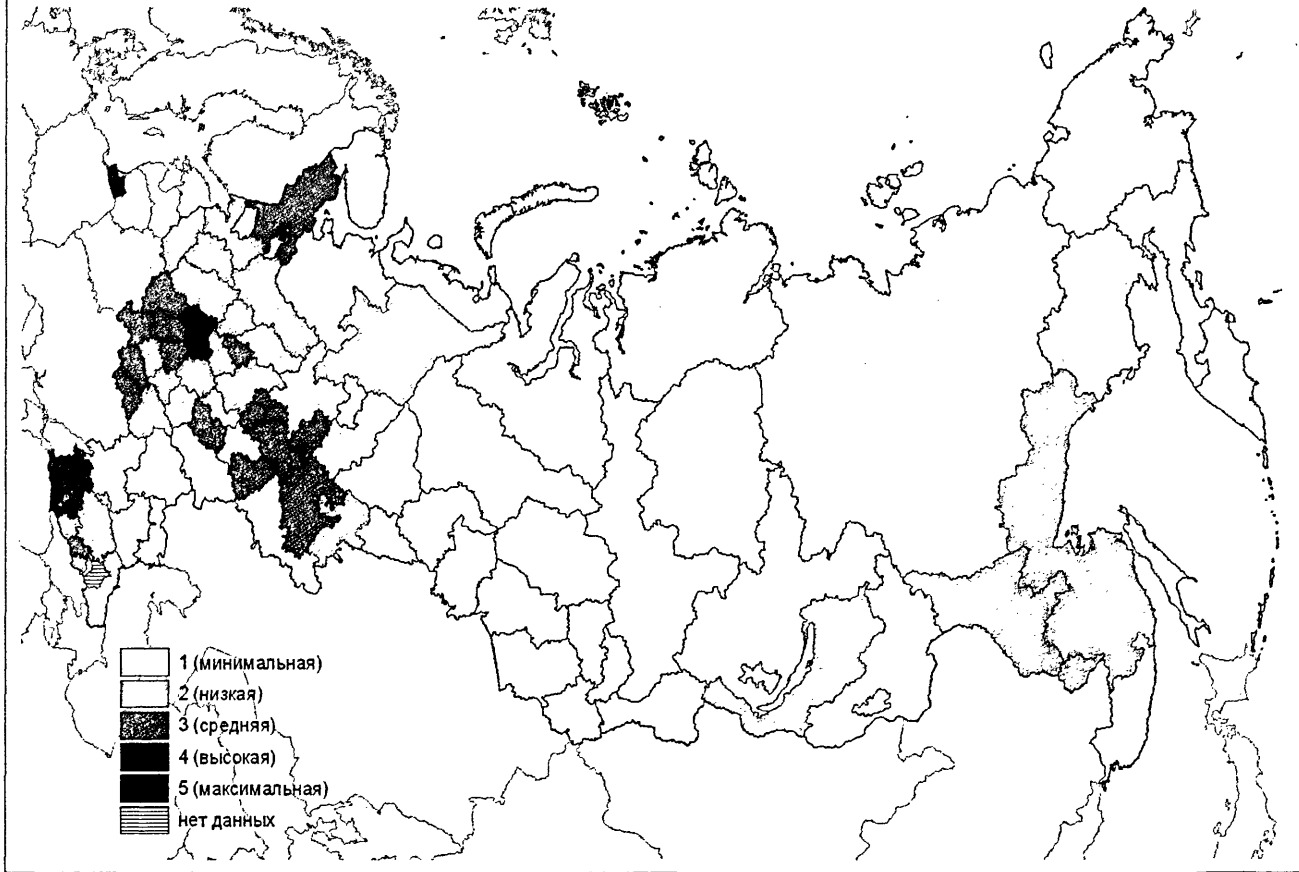 1 (минимальная)
2 (низкая)
3 (средняя)
4 (высокая)
5 (максимальная)
нет данных